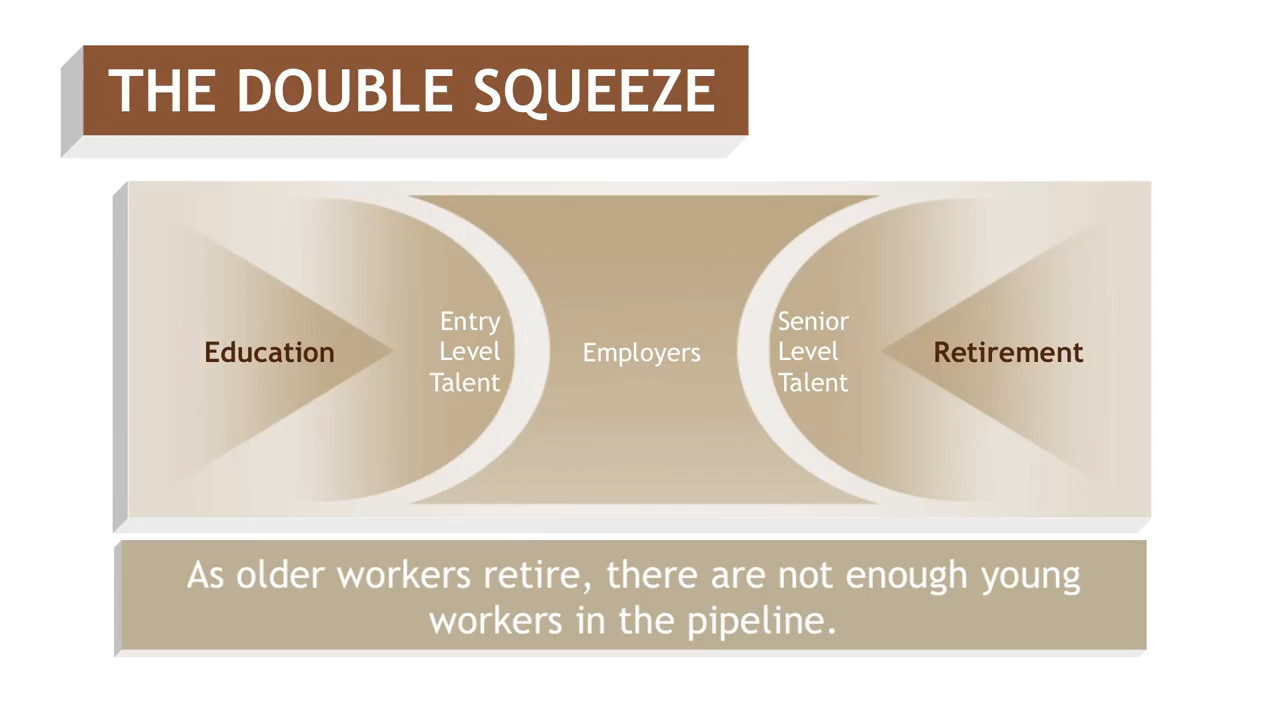 THE DOUBLE SQUEEZE
Education
Entry
Level
Talent
Employers
Senior
Level
Talent
Retirement
As older workers retire, there are not enough young
workers in the pipeline.